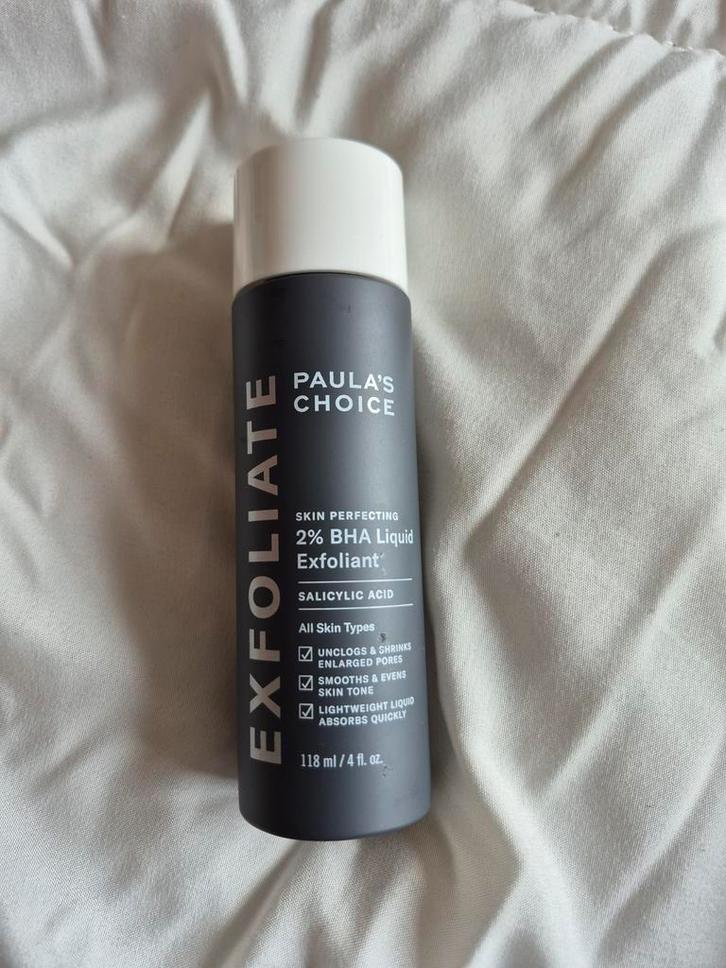 EXFOLIATE
PAULA'S
CHOICE
SKIN PERFECTING
2% BHA Liquid
Exfoliant
SALICYLIC ACID
All Skin Types
UNCLOGS & SHRINKS
ENLARGED PORES
SMOOTHS & EVENS
SKIN TONE
LIGHTWEIGHT LIQUID
ABSORBS QUICKLY
118 ml / 4 fl. oz.